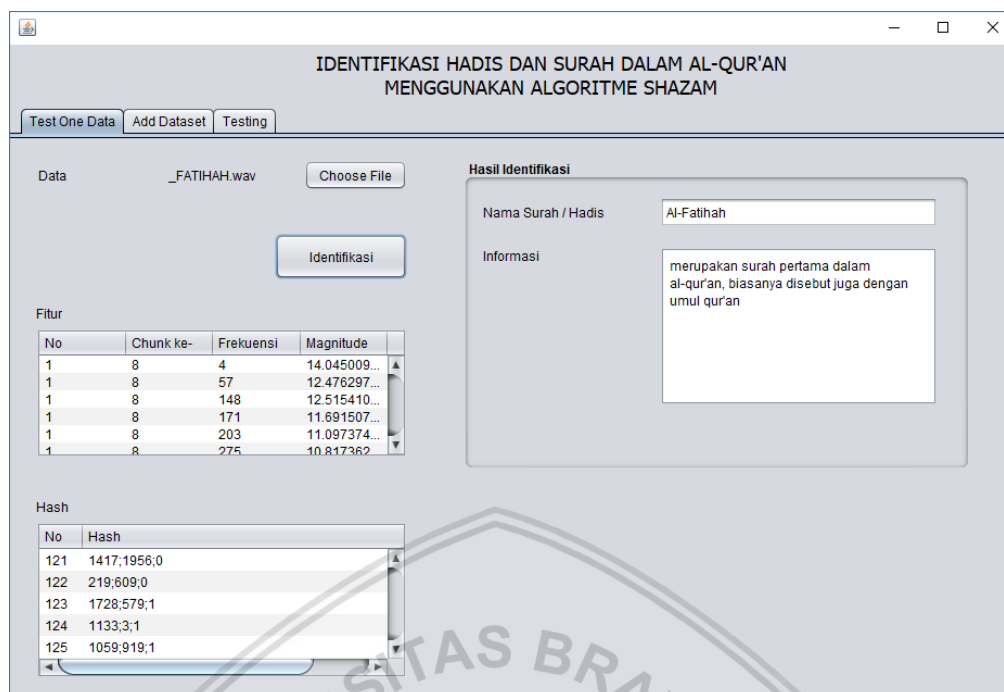 IDENTIFIKASI HADIS DAN SURAH DALAM AL-QUR'AN
MENGGUNAKAN ALGORITME SHAZAM
Test One Data Add Dataset Testing
Data _FATIHAH.wav Choose File
Identifikasi
Fitur
No Chunk ke- Frekuensi Magnitude
1 8 4 14.045009...
1 8 57 12.476297...
1 8 148 12.515410...
1 8 171 11.691507...
1 8 203 11.097374...
1 8 275 10.817362
Hash
No Hash
121 1417;1956;0
122 219;609;0
123 1728;579;1
124 1133;3;1
125 1059;919;1
Hasil Identifikasi
Nama Surah / Hadis Al-Fatihah
Informasi
merupakan surah pertama dalam
al-qur'an, biasanya disebut juga dengan
umul qur'an